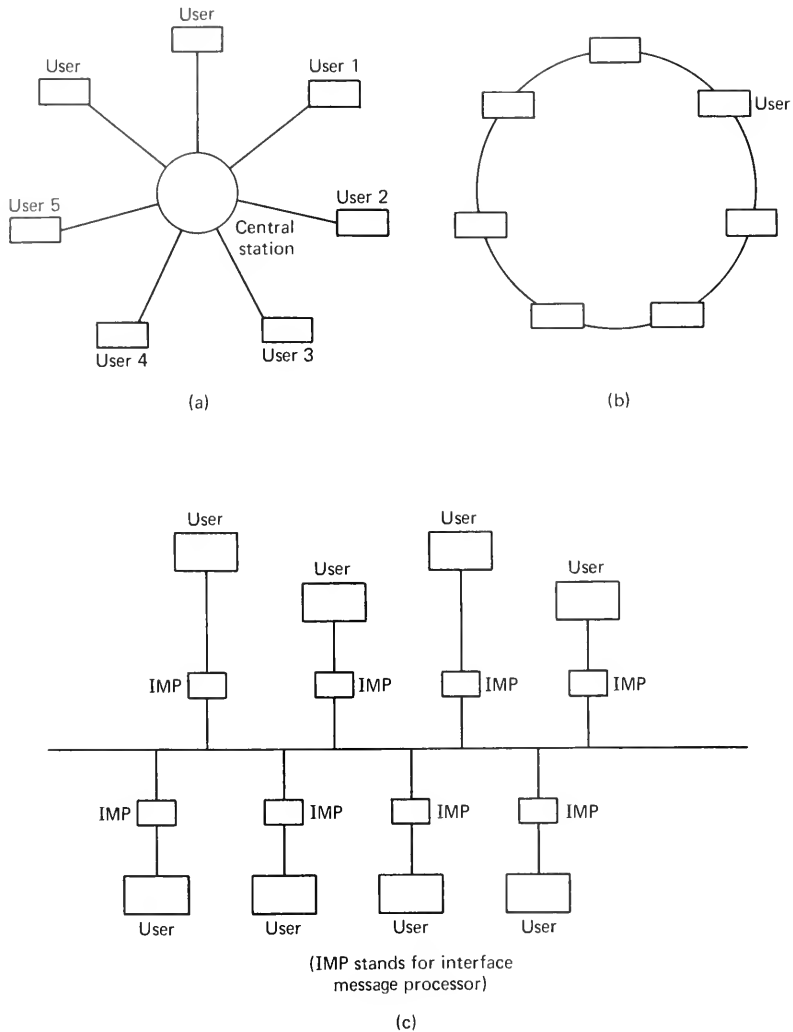 User
User
User 1
User 5
User 2
Central
station
User 4
User 3
(a)
User
(b)
User
User
User
User
IMP
IMP
IMP
IMP
IMP
IMP
IMP
IMP
User
User
User
User
(IMP stands for interface
message processor)
(c)